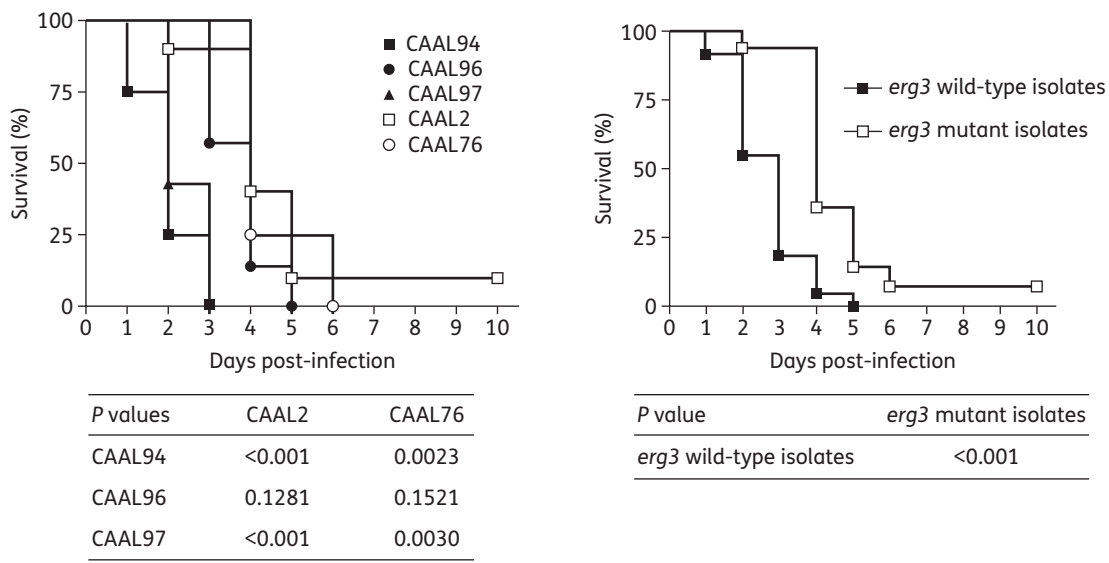 100
75
50
25
0
Survival (%)
0 1 2 3 4 5 6 7 8 9 10
Days post-infection
CAAL94
CAAL96
CAAL97
CAAL2
CAAL76
P values CAAL2 CAAL76
CAAL94 <0.001 0.0023
CAAL96 0.1281 0.1521
CAAL97 <0.001 0.0030
100
75
50
25
0
Survival (%)
0 1 2 3 4 5 6 7 8 9 10
Days post-infection
erg3 wild-type isolates
erg3 mutant isolates
P value erg3 mutant isolates
erg3 wild-type isolates <0.001